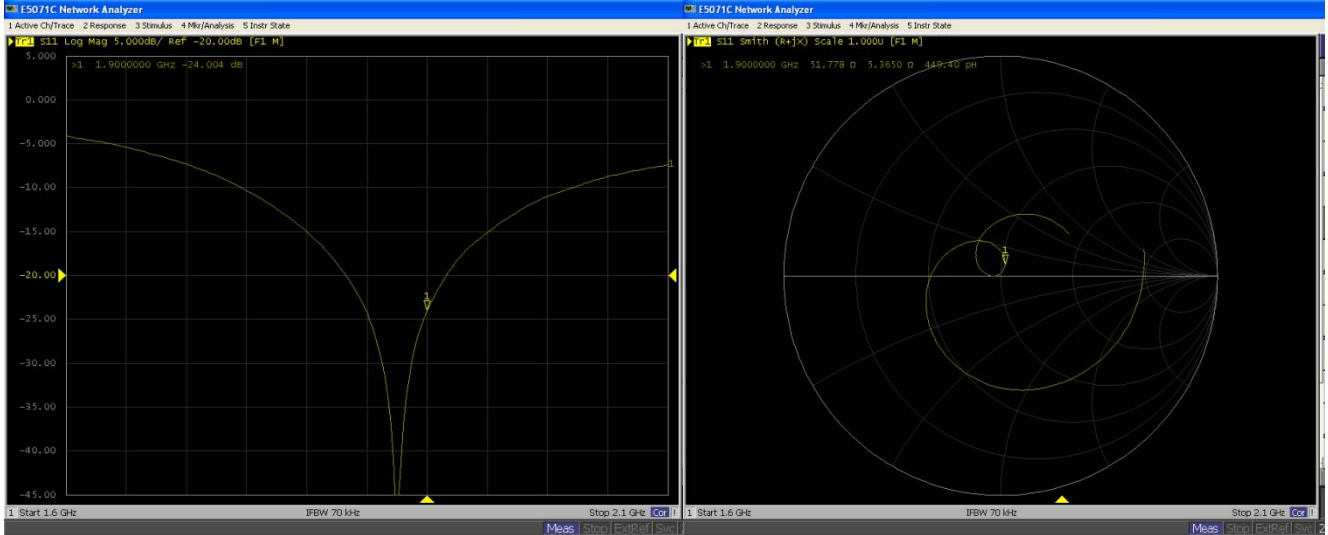 E5071C Network Analyzer
1 Active Ch/Trace 2 Response 3 Stimulus 4 Mkr/Analysis 5 Instr State
Tr1 S11 Log Mag 5.000dB/ Ref -20.00dB [F1 M]
5.000
>1 1.9000000 GHz -24.004 dB
0.000
-5.000
-10.00
-15.00
-20.00
-25.00
-30.00
-35.00
-40.00
-45.00
1
1
1 Start 1.6 GHz IFBW 70 kHz Stop 2.1 GHz Cor !
Meas Stop ExtRef Svc
E5071C Network Analyzer
1 Active Ch/Trace 2 Response 3 Stimulus 4 Mkr/Analysis 5 Instr State
Tr1 S11 Smith (R+jX) Scale 1.000U [F1 M]
>1 1.9000000 GHz 51.778 Ω 5.3650 Ω 449.40 pH
1
1 Start 1.6 GHz IFBW 70 kHz Stop 2.1 GHz Cor !
Meas Stop ExtRef Svc 2